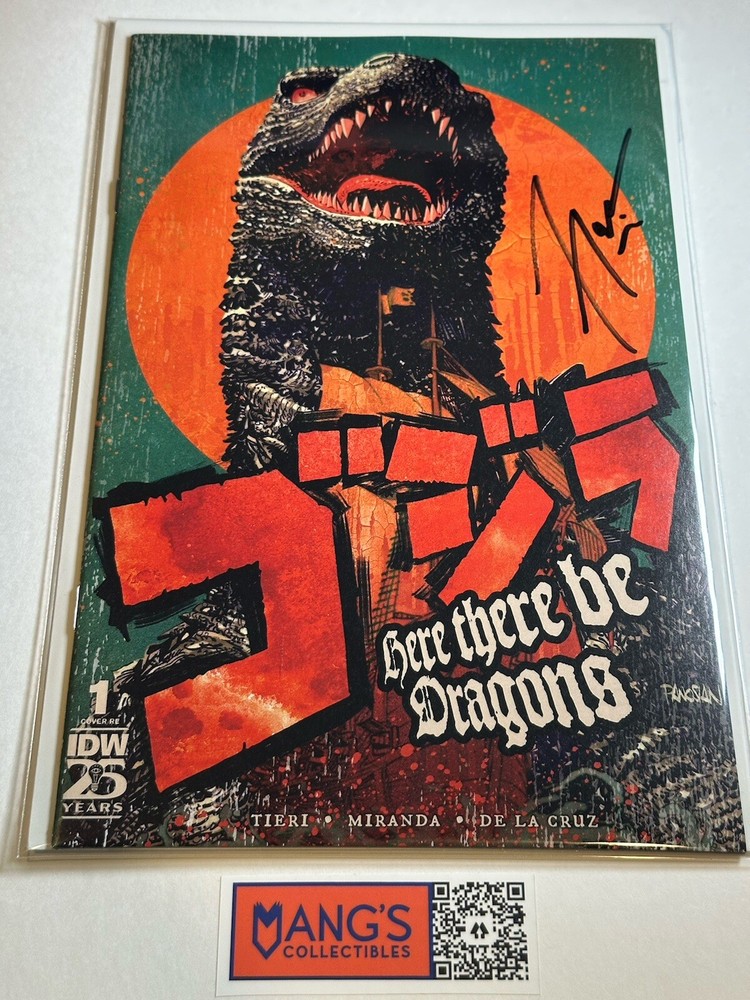 ゴジラ
Here there be
Dragons
PANOSIAN
1
COVER RE
IDW
25
YEARS
TIERI • MIRANDA • DE LA CRUZ
MANG'S
COLLECTIBLES